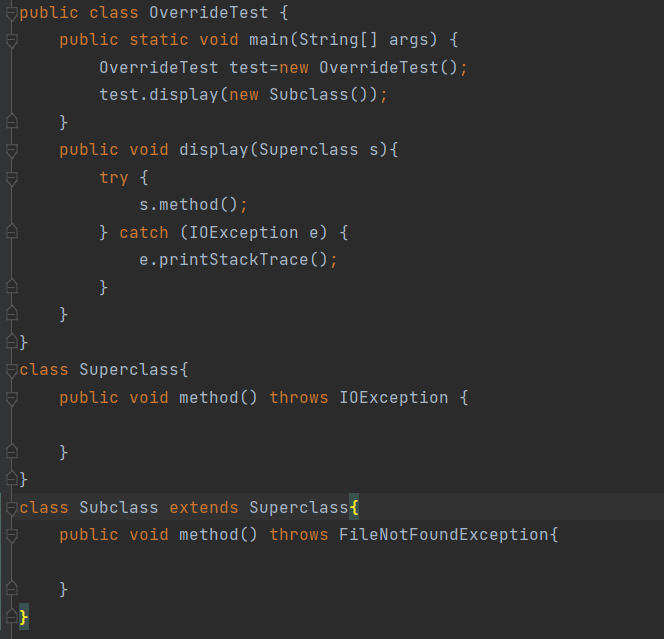 public class OverrideTest {
    public static void main(String[] args) {
        OverrideTest test=new OverrideTest();
        test.display(new Subclass());
    }
    public void display(Superclass s){
        try {
            s.method();
        } catch (IOException e) {
            e.printStackTrace();
        }
    }
}
class Superclass{
    public void method() throws IOException {

    }
}
class Subclass extends Superclass{
    public void method() throws FileNotFoundException{

    }
}